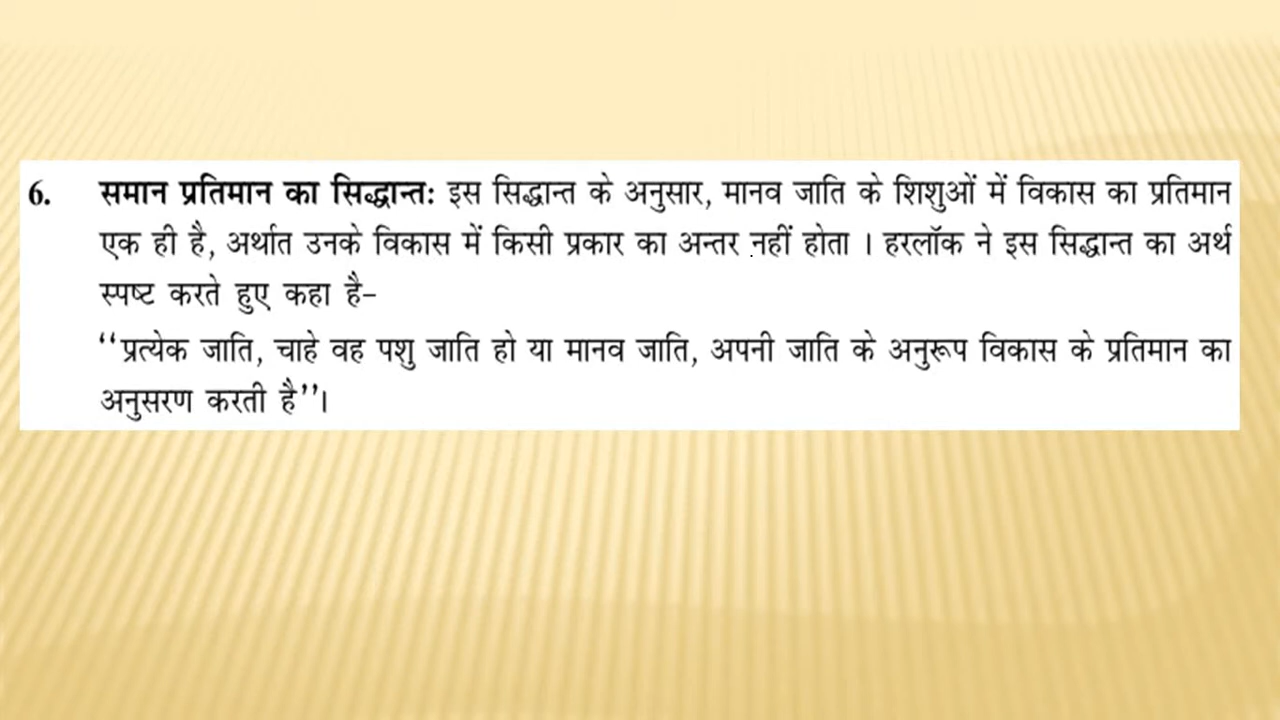 6. समान प्रतिमान का सिद्धान्तः इस सिद्धान्त के अनुसार, मानव जाति के शिशुओं में विकास का प्रतिमान
एक ही है, अर्थात उनके विकास में किसी प्रकार का अन्तर नहीं होता । हरलॉक ने इस सिद्धान्त का अर्थ
स्पष्ट करते हुए कहा है–
‘‘प्रत्येक जाति, चाहे वह पशु जाति हो या मानव जाति, अपनी जाति के अनुरूप विकास के प्रतिमान का
अनुसरण करती है’’।